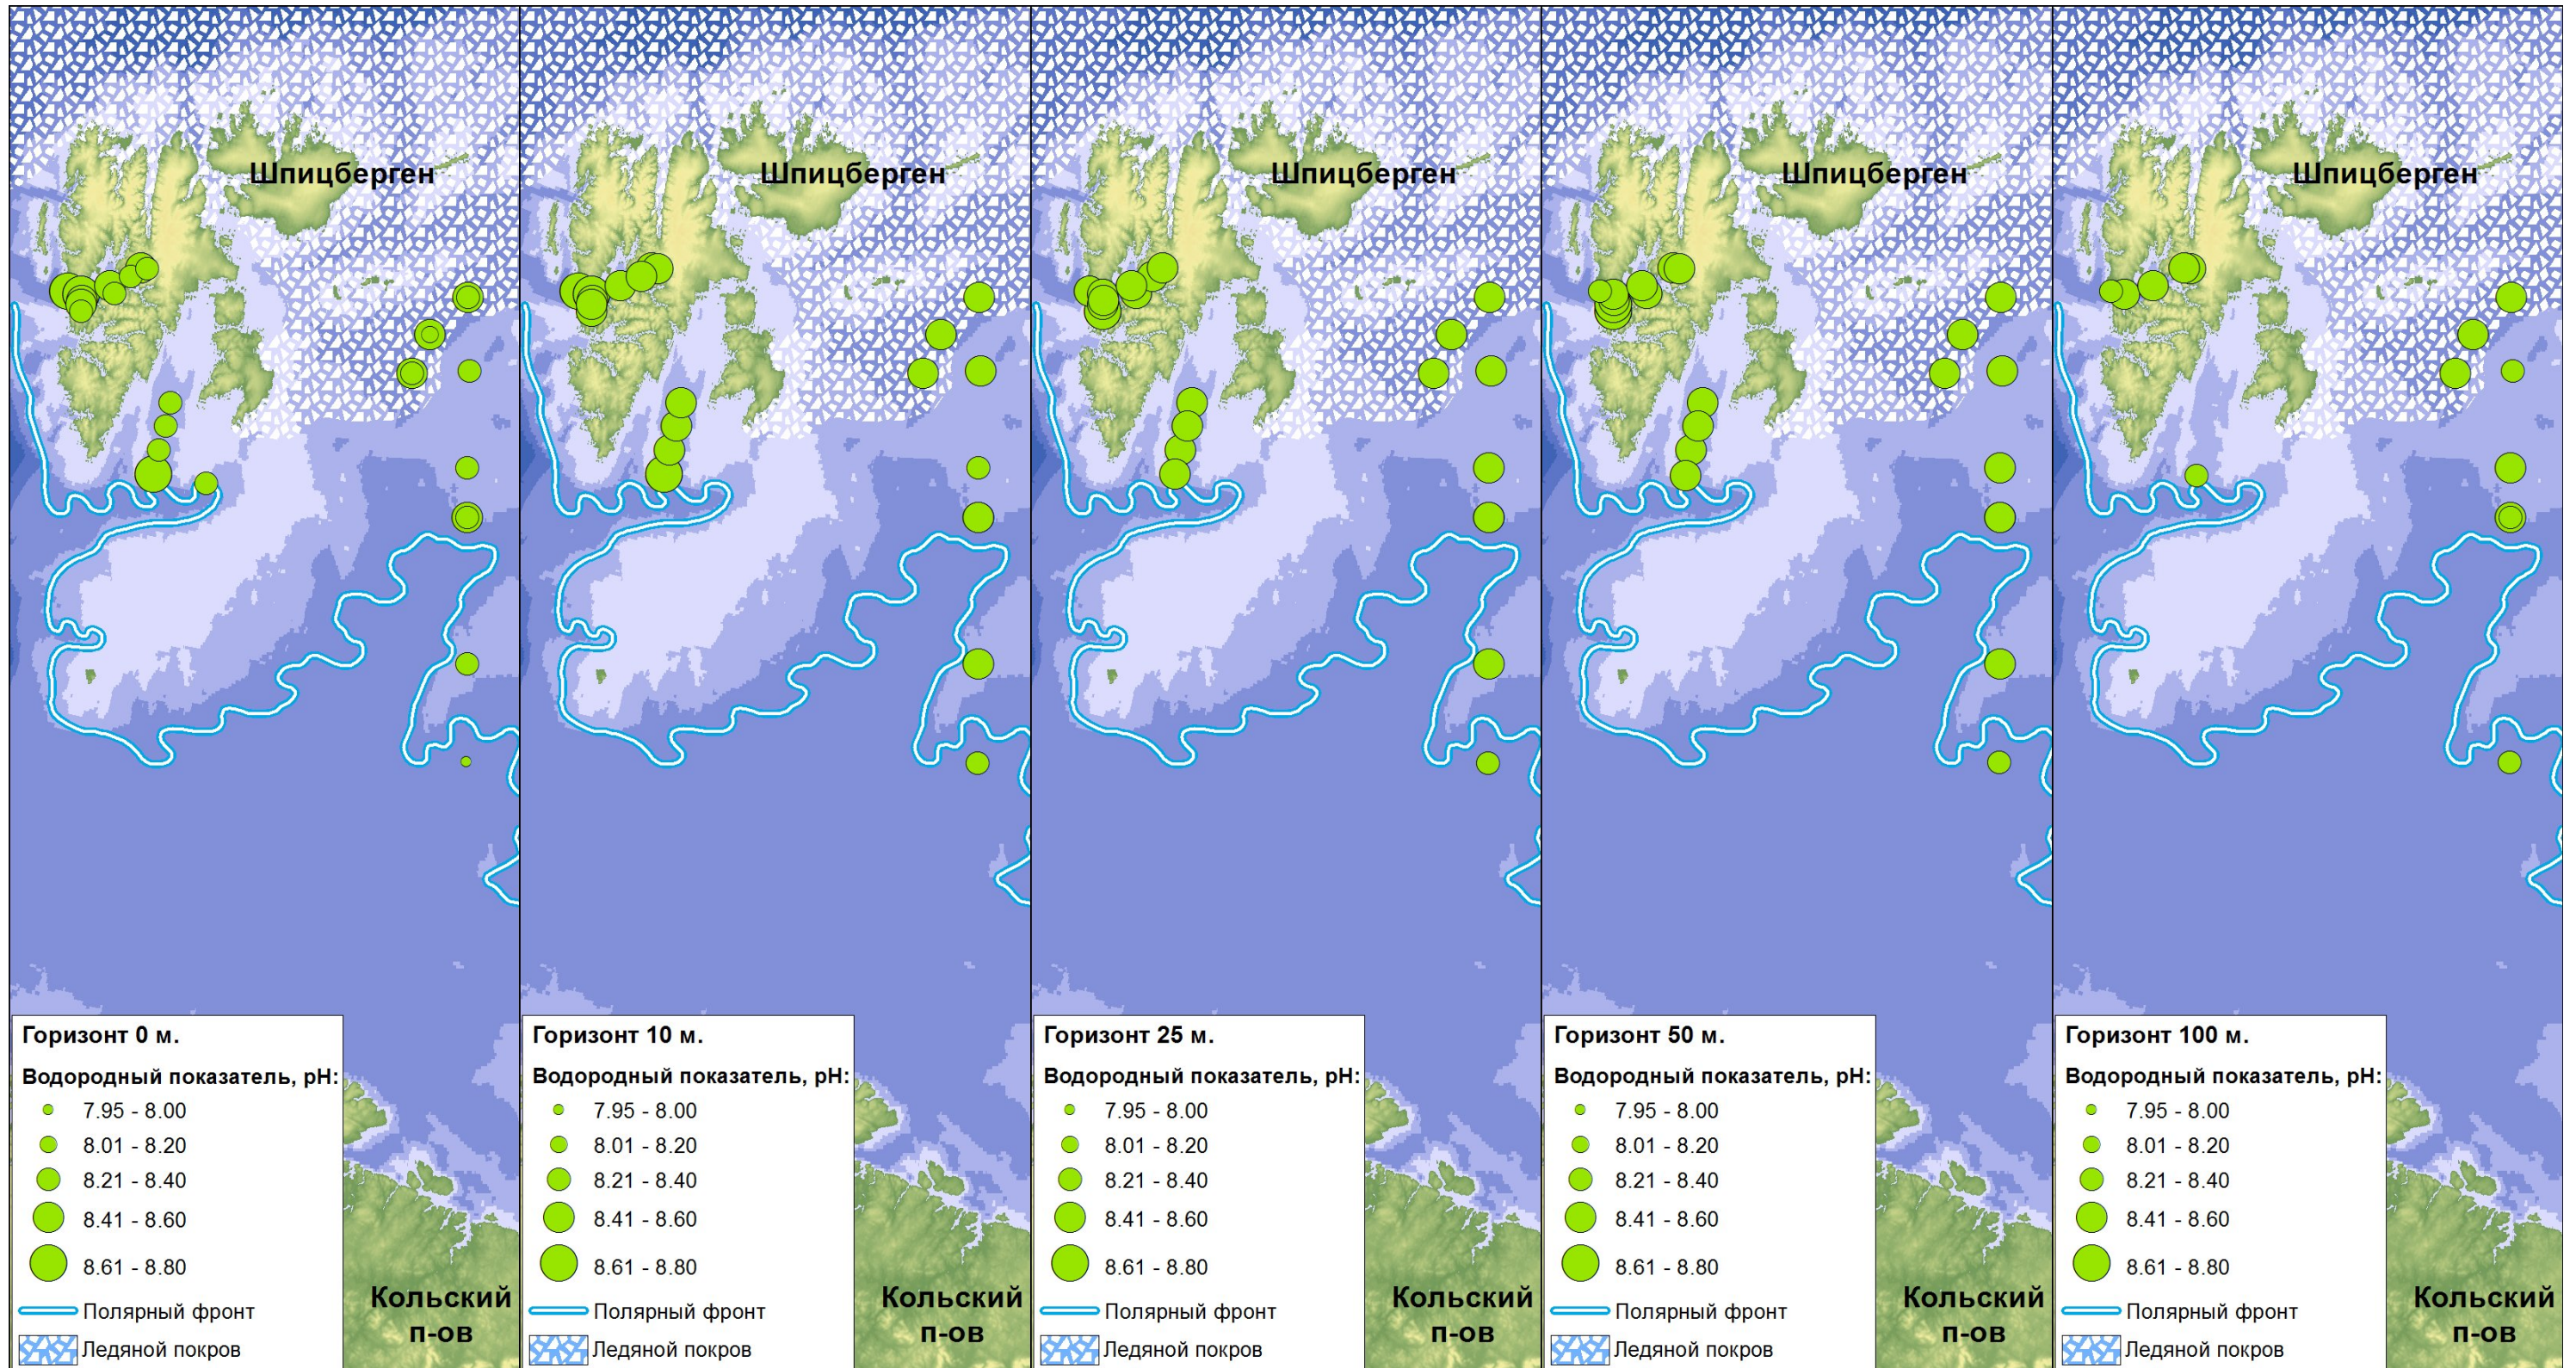 Шпицберген
Горизонт 0 м.
Водородный показатель, pH:
7.95 - 8.00
8.01 - 8.20
8.21 - 8.40
8.41 - 8.60
8.61 - 8.80
Полярный фронт
Ледяной покров
Кольский
п-ов
Шпицберген
Горизонт 10 м.
Водородный показатель, pH:
7.95 - 8.00
8.01 - 8.20
8.21 - 8.40
8.41 - 8.60
8.61 - 8.80
Полярный фронт
Ледяной покров
Кольский
п-ов
Шпицберген
Горизонт 25 м.
Водородный показатель, pH:
7.95 - 8.00
8.01 - 8.20
8.21 - 8.40
8.41 - 8.60
8.61 - 8.80
Полярный фронт
Ледяной покров
Кольский
п-ов
Шпицберген
Горизонт 50 м.
Водородный показатель, pH:
7.95 - 8.00
8.01 - 8.20
8.21 - 8.40
8.41 - 8.60
8.61 - 8.80
Полярный фронт
Ледяной покров
Кольский
п-ов
Шпицберген
Горизонт 100 м.
Водородный показатель, pH:
7.95 - 8.00
8.01 - 8.20
8.21 - 8.40
8.41 - 8.60
8.61 - 8.80
Полярный фронт
Ледяной покров
Кольский
п-ов